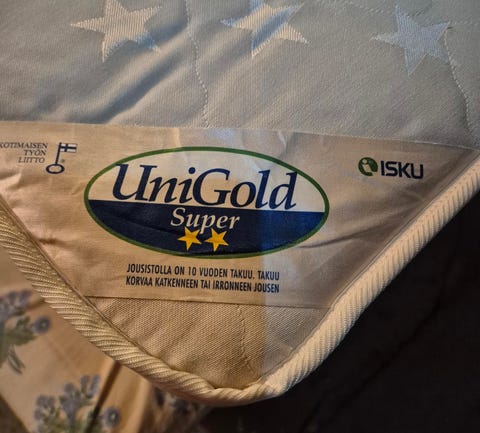 KOTIMAISEN
TYÖN
LIITTO
ISKU
UniGold
Super
JOUSISTOLLA ON 10 VUODEN TAKUU. TAKUU
KORVAA KATKENNEEN TAI IRRONNEEN JOUSEN